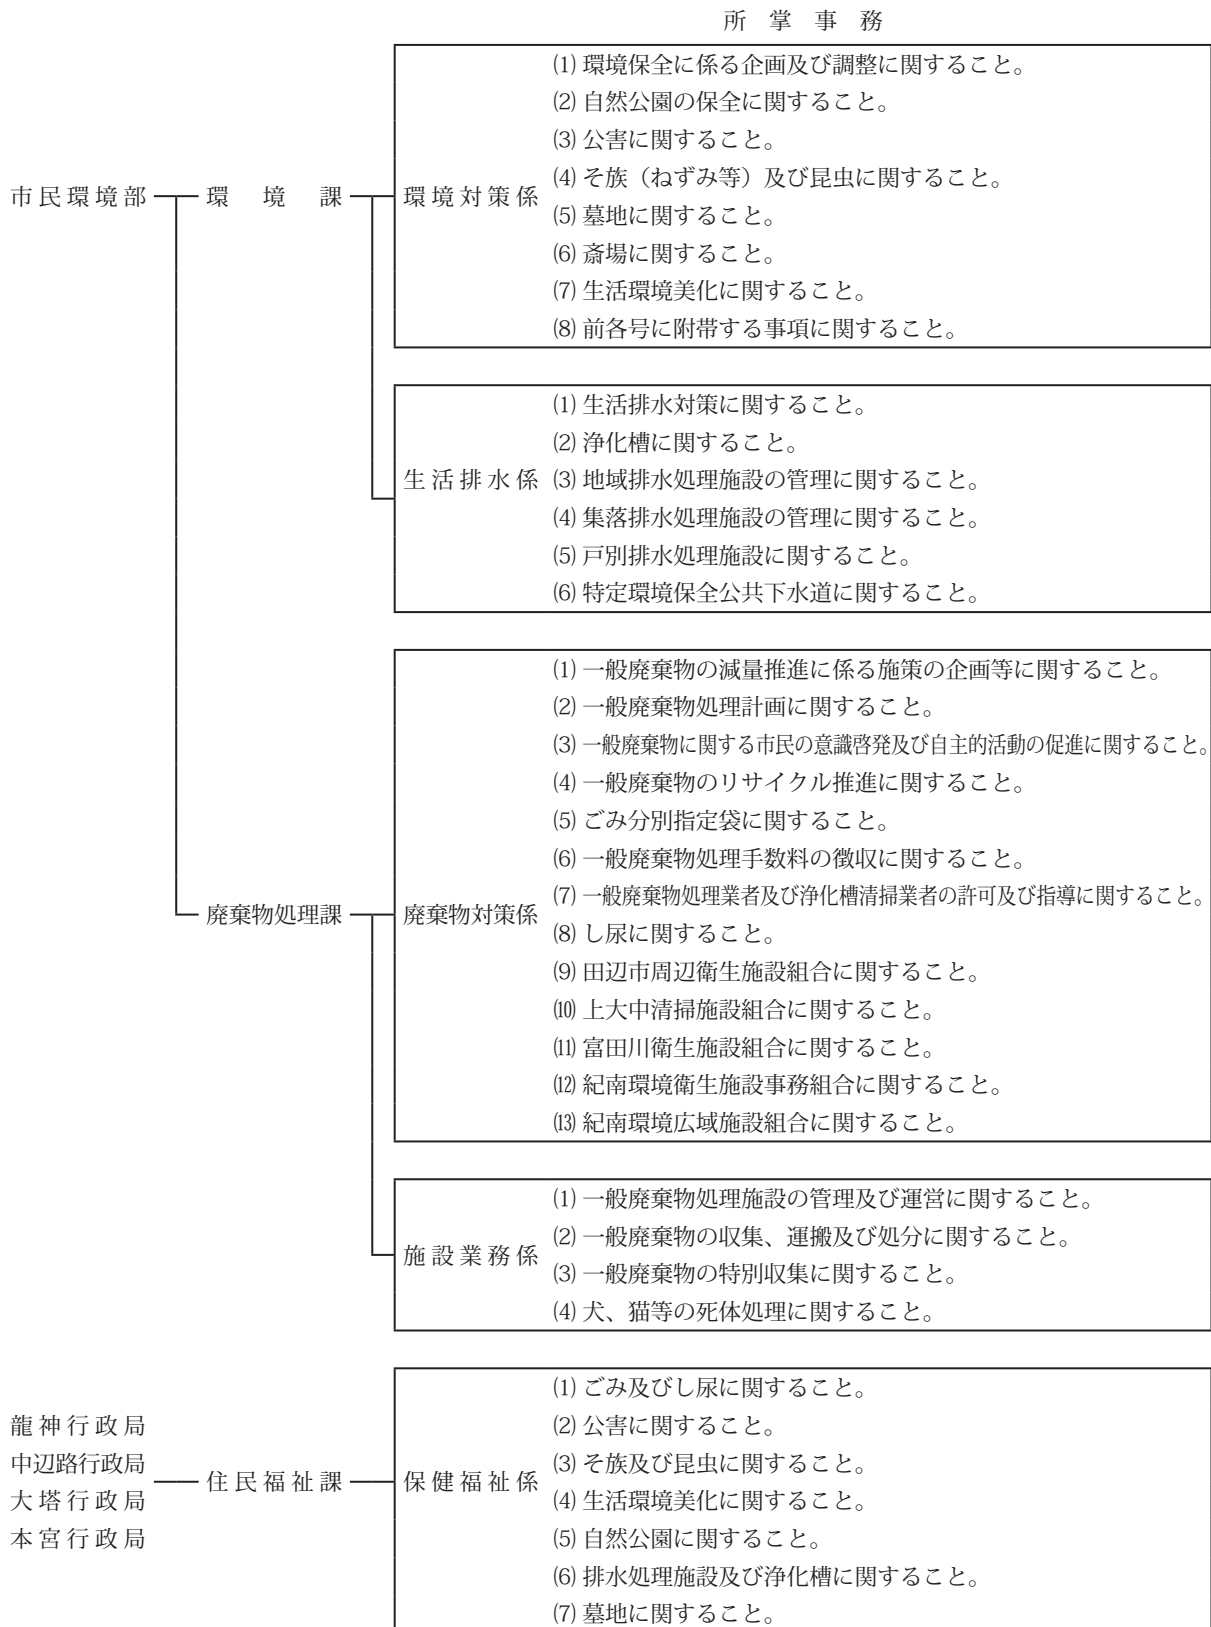 所掌事務
市民環境部
環境課
環境対策係
⑴ 環境保全に係る企画及び調整に関すること。
⑵ 自然公園の保全に関すること。
⑶ 公害に関すること。
⑷ そ族（ねずみ等）及び昆虫に関すること。
⑸ 墓地に関すること。
⑹ 斎場に関すること。
⑺ 生活環境美化に関すること。
⑻ 前各号に附帯する事項に関すること。
生活排水係
⑴ 生活排水対策に関すること。
⑵ 浄化槽に関すること。
⑶ 地域排水処理施設の管理に関すること。
⑷ 集落排水処理施設の管理に関すること。
⑸ 戸別排水処理施設に関すること。
⑹ 特定環境保全公共下水道に関すること。
廃棄物処理課
廃棄物対策係
⑴ 一般廃棄物の減量推進に係る施策の企画等に関すること。
⑵ 一般廃棄物処理計画に関すること。
⑶ 一般廃棄物に関する市民の意識啓発及び自主的活動の促進に関すること。
⑷ 一般廃棄物のリサイクル推進に関すること。
⑸ ごみ分別指定袋に関すること。
⑹ 一般廃棄物処理手数料の徴収に関すること。
⑺ 一般廃棄物処理業者及び浄化槽清掃業者の許可及び指導に関すること。
⑻ し尿に関すること。
⑼ 田辺市周辺衛生施設組合に関すること。
⑽ 上大中清掃施設組合に関すること。
⑾ 富田川衛生施設組合に関すること。
⑿ 紀南環境衛生施設事務組合に関すること。
⒀ 紀南環境広域施設組合に関すること。
施設業務係
⑴ 一般廃棄物処理施設の管理及び運営に関すること。
⑵ 一般廃棄物の収集、運搬及び処分に関すること。
⑶ 一般廃棄物の特別収集に関すること。
⑷ 犬、猫等の死体処理に関すること。
龍神行政局
中辺路行政局
大塔行政局
本宮行政局
住民福祉課
保健福祉係
⑴ ごみ及びし尿に関すること。
⑵ 公害に関すること。
⑶ そ族及び昆虫に関すること。
⑷ 生活環境美化に関すること。
⑸ 自然公園に関すること。
⑹ 排水処理施設及び浄化槽に関すること。
⑺ 墓地に関すること。